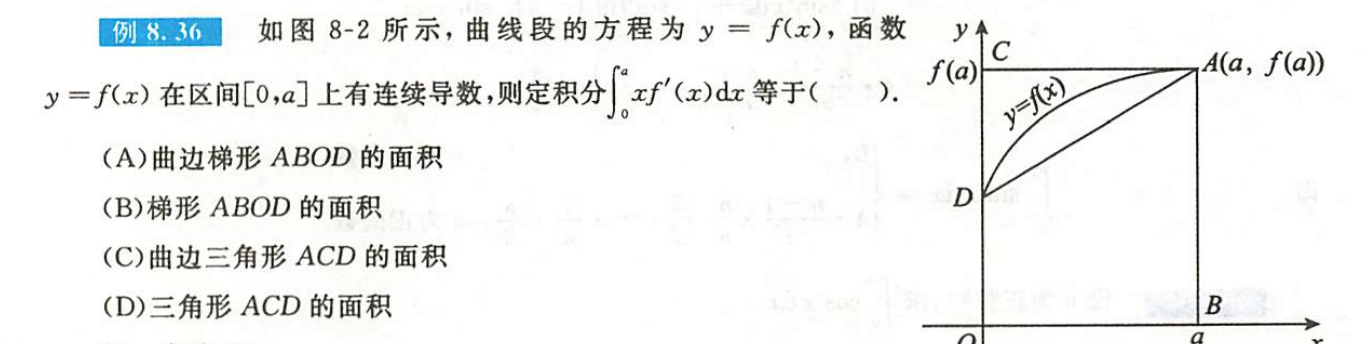 例 8.36 如图 8-2 所示,曲线段的方程为 y = f(x),函数
y=f(x) 在区间[0,a]上有连续导数,则定积分∫₀ᵃ xf′(x)dx 等于( ).
(A)曲边梯形 ABOD 的面积
(B)梯形 ABOD 的面积
(C)曲边三角形 ACD 的面积
(D)三角形 ACD 的面积
y
C
f(a)
A(a, f(a))
y=f(x)
D
B
a